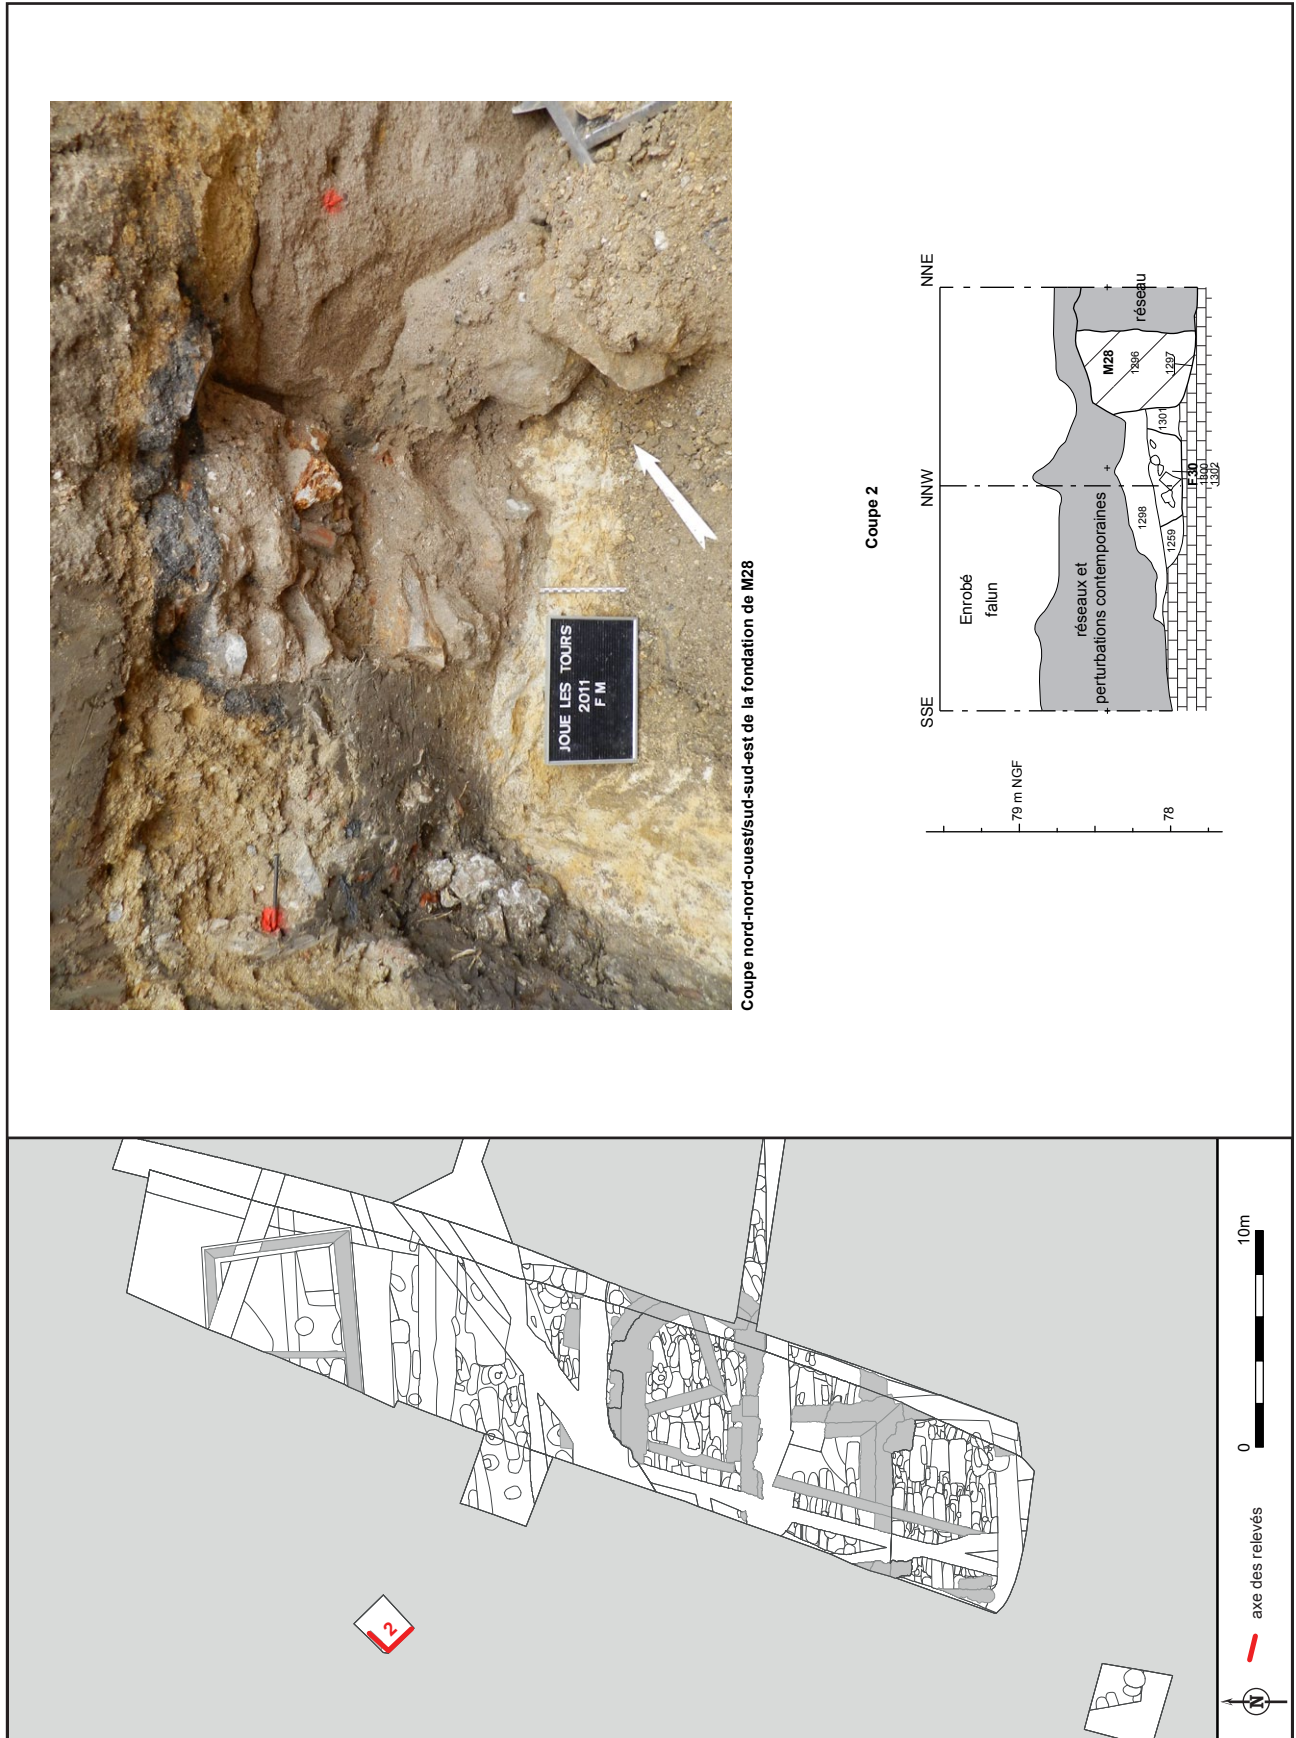 JOUE LES TOURS
2011
F M
Coupe nord-nord-ouest/sud-sud-est de la fondation de M28
Coupe 2
SSE
NNW
NNE
Enrobé
falun
réseaux et
perturbations contemporaines
réseau
M28
1296
1297
1301
1298
1259
F30
1300
1302
79 m NGF
78
2
N
axe des relevés
0
10m